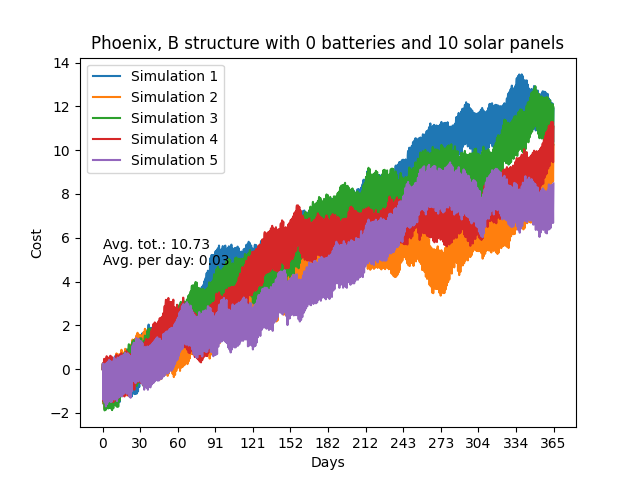 Phoenix, B structure with 0 batteries and 10 solar panels
14
12
10
8
6
4
2
0
−2
Cost
Simulation 1
Simulation 2
Simulation 3
Simulation 4
Simulation 5
Avg. tot.: 10.73
Avg. per day: 0.03
0 30 60 91 121 152 182 212 243 273 304 334 365
Days